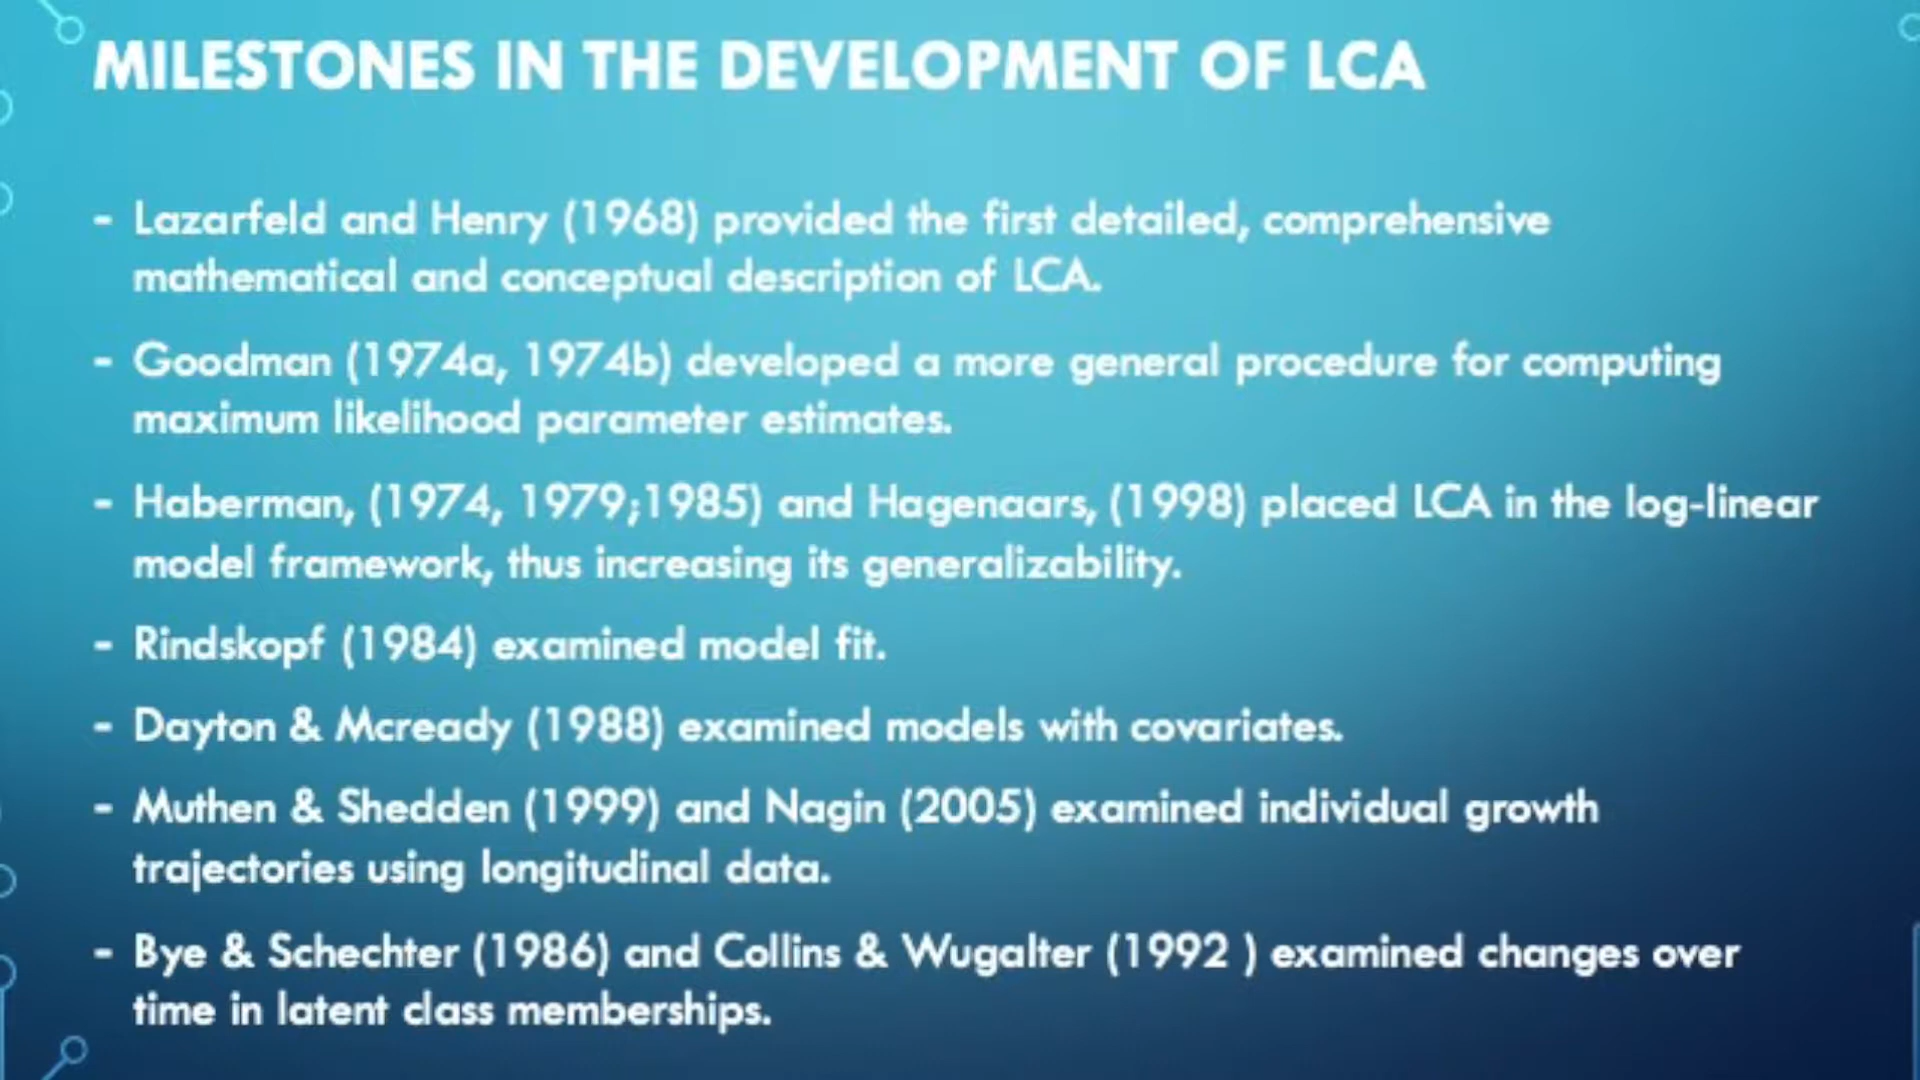 MILESTONES IN THE DEVELOPMENT OF LCA
- Lazarfeld and Henry (1968) provided the first detailed, comprehensive
mathematical and conceptual description of LCA.
- Goodman (1974a, 1974b) developed a more general procedure for computing
maximum likelihood parameter estimates.
- Haberman, (1974, 1979;1985) and Hagenaars, (1998) placed LCA in the log-linear
model framework, thus increasing its generalizability.
- Rindskopf (1984) examined model fit.
- Dayton & Mcready (1988) examined models with covariates.
- Muthen & Shedden (1999) and Nagin (2005) examined individual growth
trajectories using longitudinal data.
- Bye & Schechter (1986) and Collins & Wugalter (1992 ) examined changes over
time in latent class memberships.